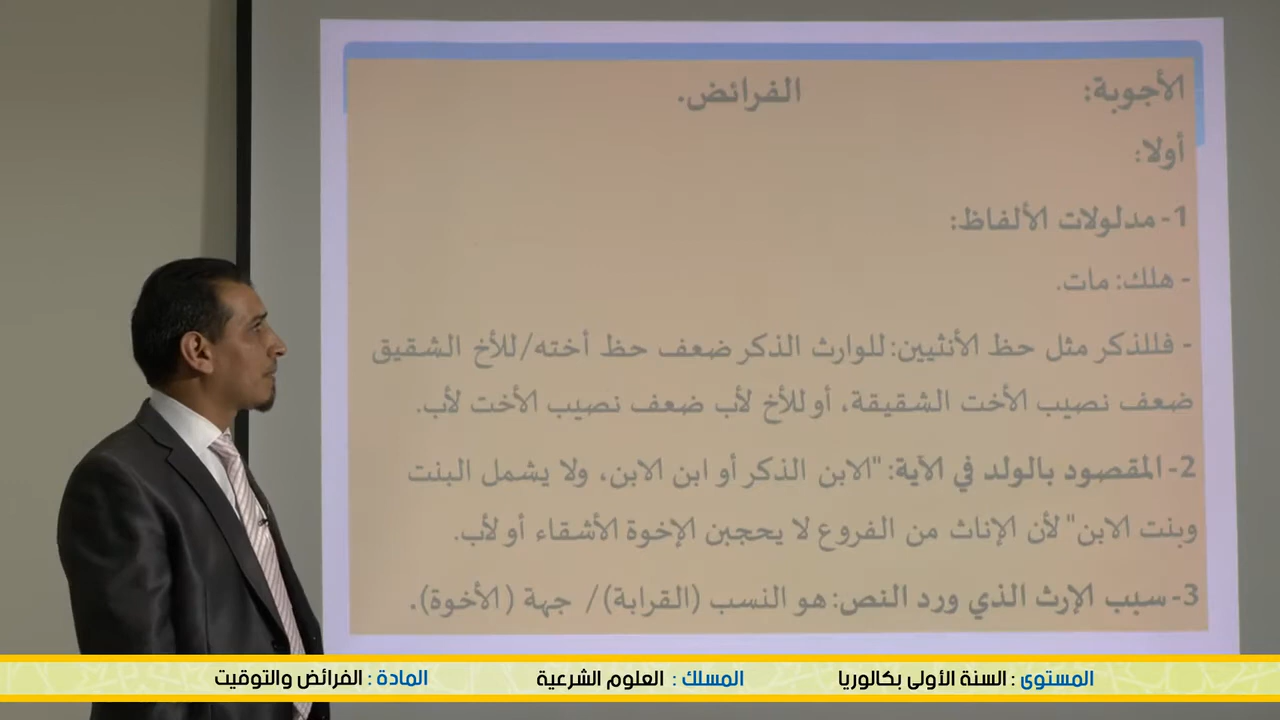 الأجوبة: الفرائض.
أولا:
1- مدلولات الألفاظ:
- هلك: مات.
- فللذكر مثل حظ الأنثيين: للوارث الذكر ضعف حظ أخته/للأخ الشقيق
ضعف نصيب الأخت الشقيقة، أو للأخ لأب ضعف نصيب الأخت لأب.
2- المقصود بالولد في الآية: "الابن الذكر أو ابن الابن، ولا يشمل البنت
وبنت الابن" لأن الإناث من الفروع لا يحجبن الإخوة الأشقاء أو لأب.
3- سبب الإرث الذي ورد النص: هو النسب (القرابة)/ جهة (الأخوة).
المستوى : السنة الأولى بكالوريا المسلك : العلوم الشرعية المادة : الفرائض والتوقيت